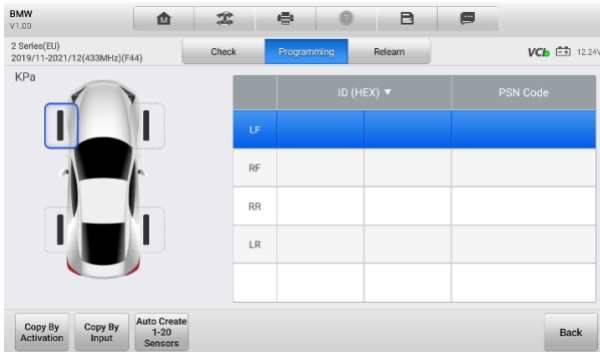 BMW
V1.00
2 Series(EU)
2019/11-2021/12(433MHz)(F44)
Check
Programming
Relearn
VCI
12.24V
KPa
ID (HEX) ▼
PSN Code
LF
RF
RR
LR
Copy By
Activation
Copy By
Input
Auto Create
1-20
Sensors
Back